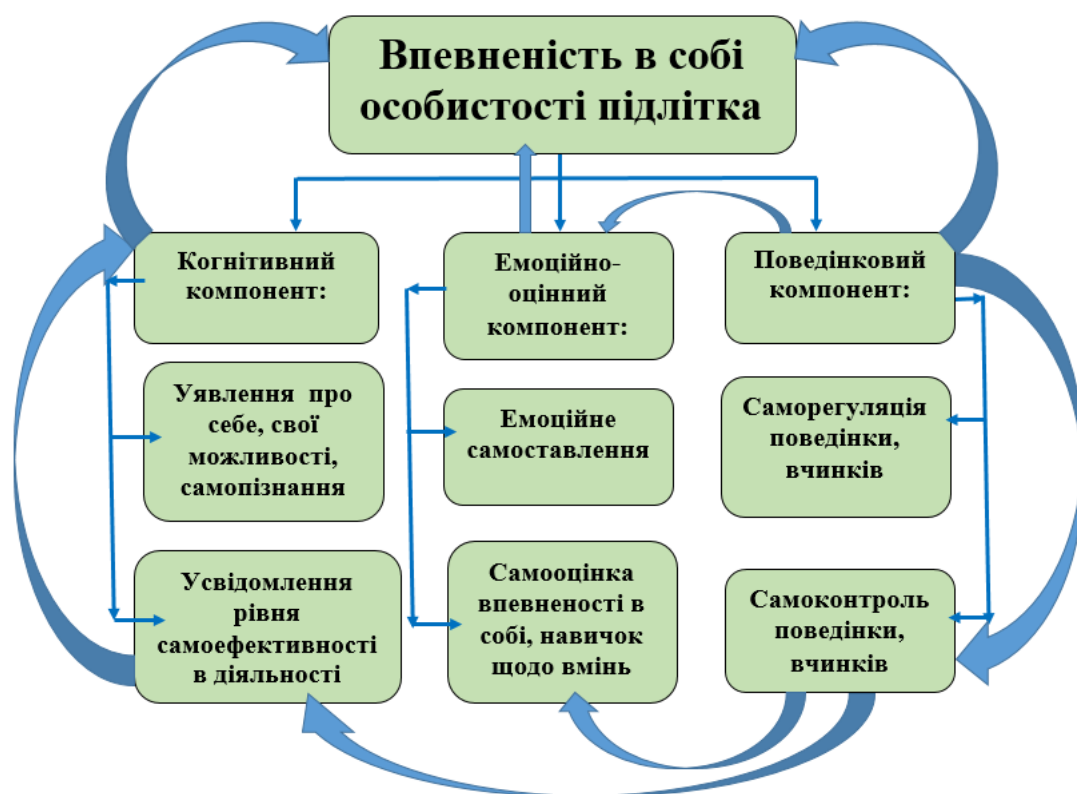 Впевненість в собі
особистості підлітка
Когнітивний
компонент:
Емоційно-
оцінний
компонент:
Поведінковий
компонент:
Уявлення про
себе, свої
можливості,
самопізнання
Емоційне
самоставлення
Саморегуляція
поведінки,
вчинків
Усвідомлення
рівня
самоефективності
в діяльності
Самооцінка
впевненості в
собі, навичок
щодо вмінь
Самоконтроль
поведінки,
вчинків